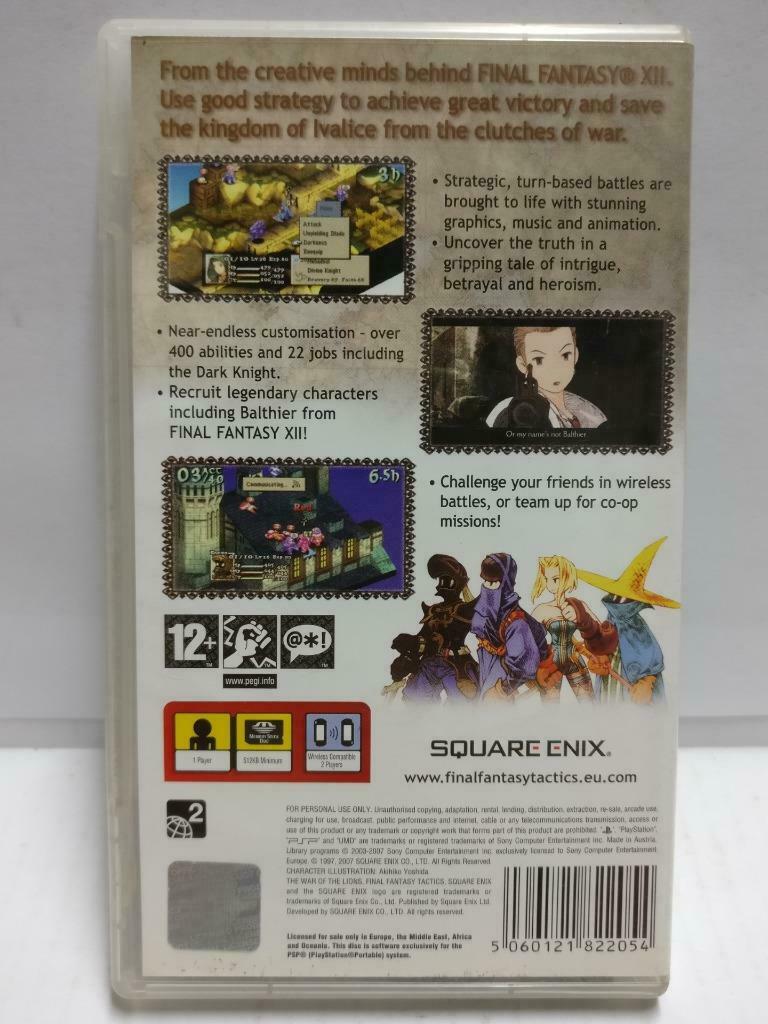 From the creative minds behind FINAL FANTASY® XII.
Use good strategy to achieve great victory and save
the kingdom of Ivalice from the clutches of war.
3h
Attack
Darkness
Divine Knight
• Strategic, turn-based battles are
brought to life with stunning
graphics, music and animation.
• Uncover the truth in a
gripping tale of intrigue,
betrayal and heroism.
• Near-endless customisation - over
400 abilities and 22 jobs including
the Dark Knight.
• Recruit legendary characters
including Balthier from
FINAL FANTASY XII!
Or my name's not Balthier
Communicating...
6.5h
Red
• Challenge your friends in wireless
battles, or team up for co-op
missions!
12+ @*!
www.pegi.info
1 Player
512KB Minimum
Wireless Compatible
2 Players
SQUARE ENIX®
www.finalfantasytactics.eu.com
2
FOR PERSONAL USE ONLY. Unauthorised copying, adaptation, rental, lending, distribution, extraction, re-sale, arcade use,
charging for use, broadcast, public performance and internet, cable or any telecommunications transmission, access or
use of this product or any trademark or copyright work that forms part of this product are prohibited. "PlayStation",
"PSP" and "UMD" are trademarks or registered trademarks of Sony Computer Entertainment Inc. Made in Austria.
Library programs © 2003-2007 Sony Computer Entertainment Inc. exclusively licensed to Sony Computer Entertainment
Europe. © 1997, 2007 SQUARE ENIX CO., LTD. All Rights Reserved.
CHARACTER ILLUSTRATION: Akihiko Yoshida.
THE WAR OF THE LIONS, FINAL FANTASY TACTICS, SQUARE ENIX
and the SQUARE ENIX logo are registered trademarks or
trademarks of Square Enix Co., Ltd. Published by Square Enix Ltd.
Developed by SQUARE ENIX CO., LTD. All rights reserved.
Licensed for sale only in Europe, the Middle East, Africa
and Oceania. This disc is software exclusively for the
PSP® (PlayStation®Portable) system.
5 060121 822054